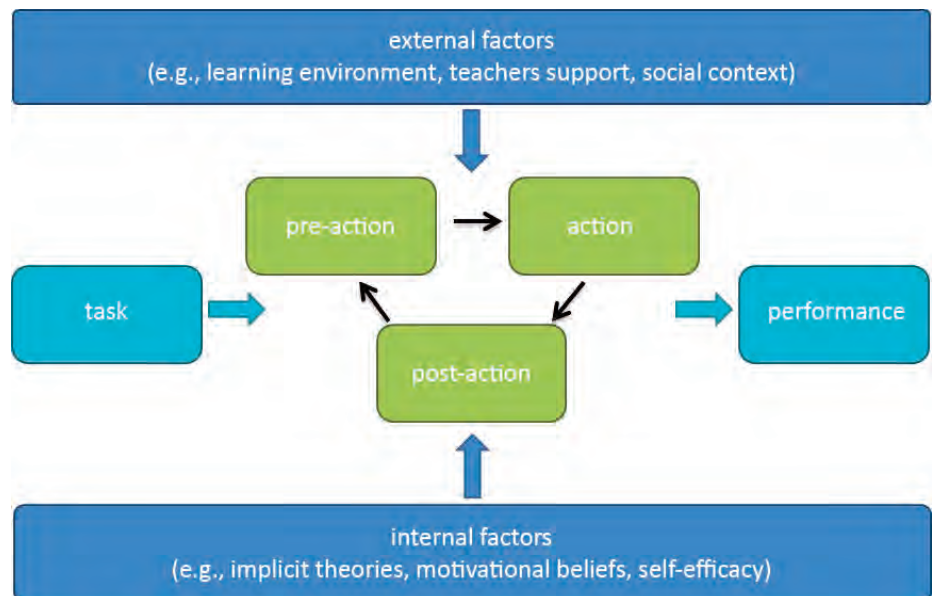 external factors
(e.g., learning environment, teachers support, social context)
pre-action
action
task
performance
post-action
internal factors
(e.g., implicit theories, motivational beliefs, self-efficacy)